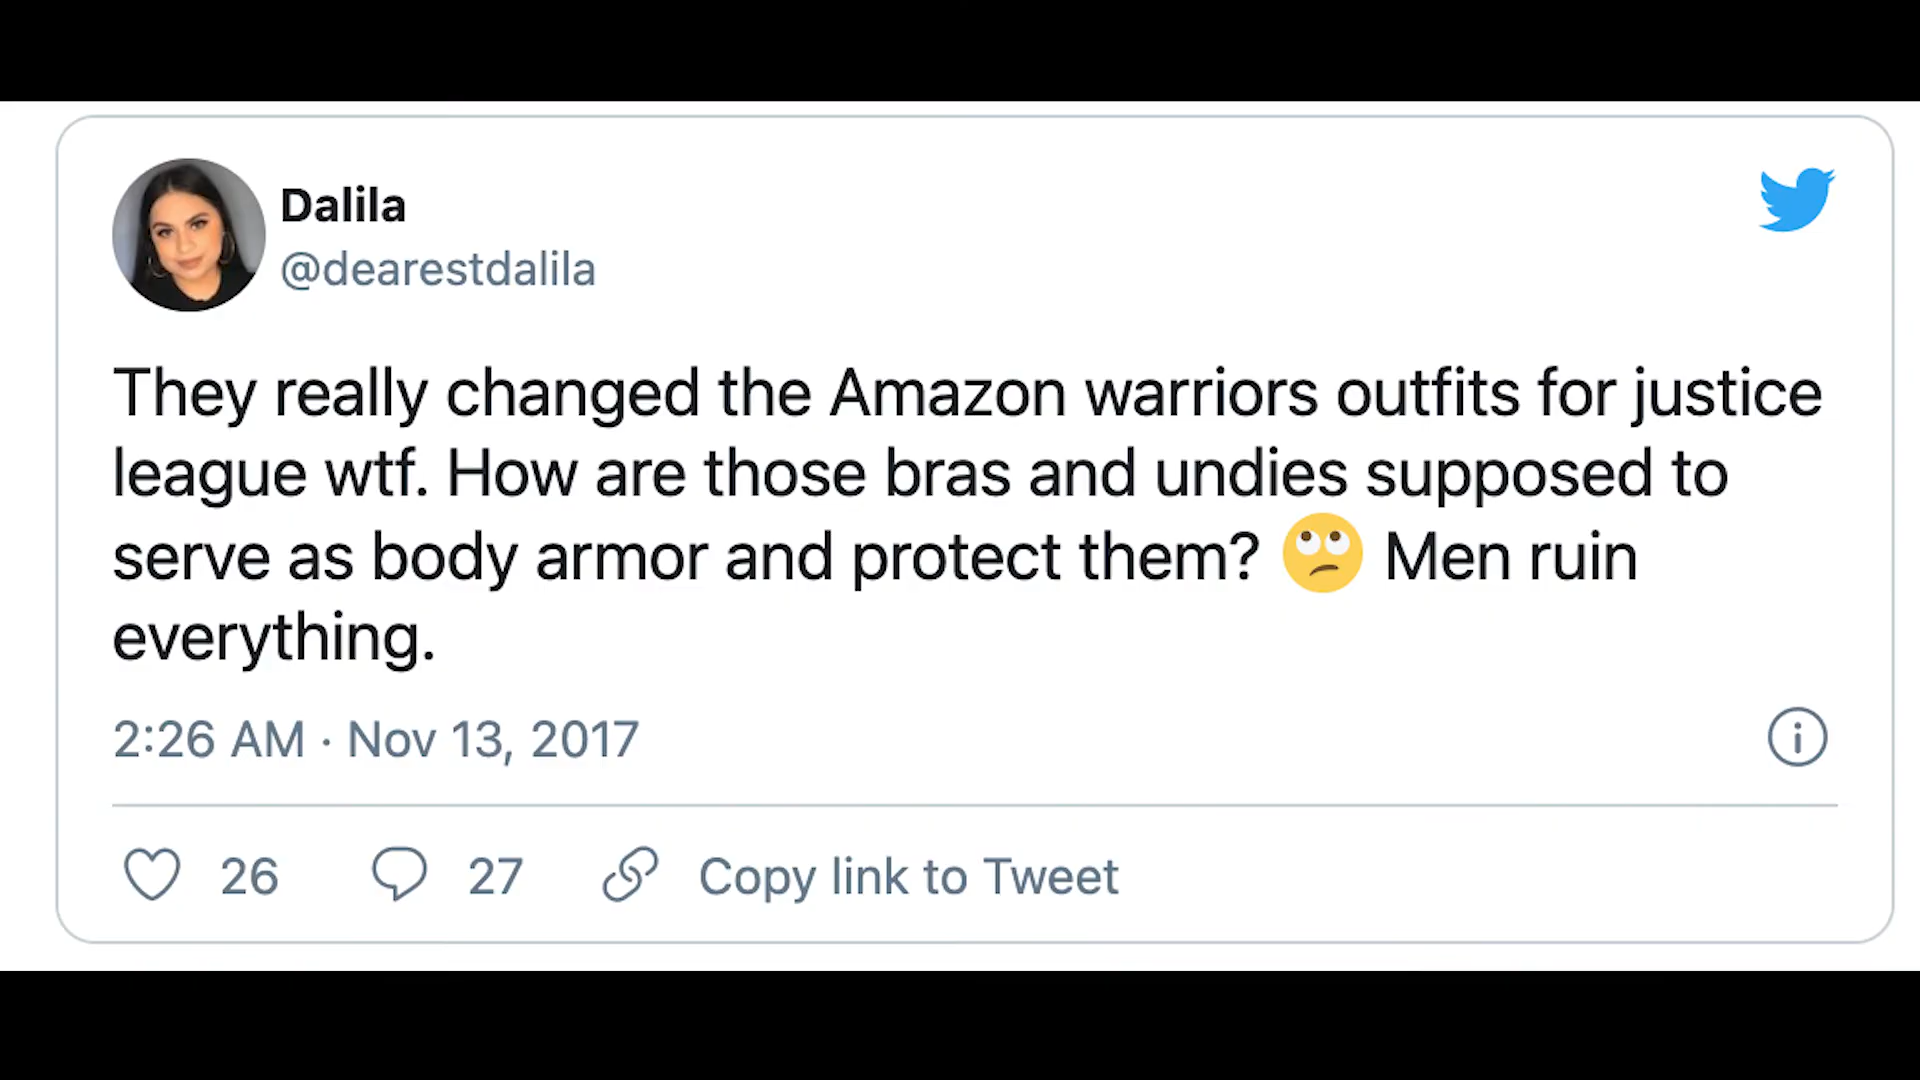 Dalila
@dearestdalila
They really changed the Amazon warriors outfits for justice
league wtf. How are those bras and undies supposed to
serve as body armor and protect them? 🙄 Men ruin
everything.
2:26 AM · Nov 13, 2017
26 27 Copy link to Tweet